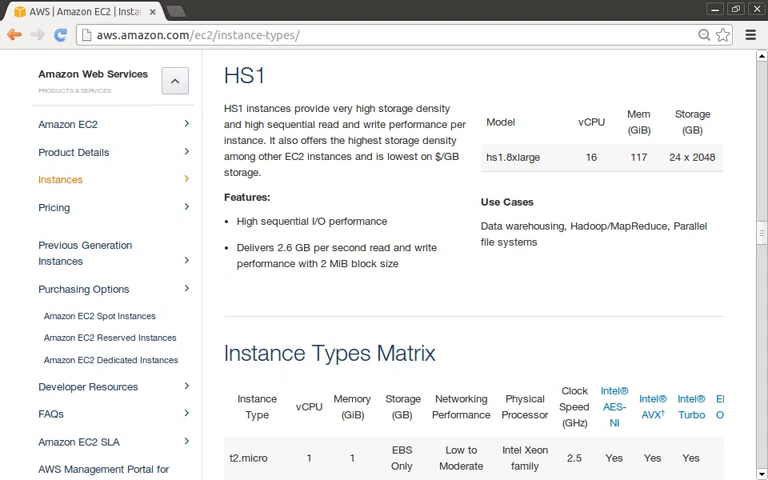 AWS | Amazon EC2 | Instan
aws.amazon.com/ec2/instance-types/
Amazon Web Services
PRODUCTS & SERVICES
Amazon EC2
Product Details
Instances
Pricing
Previous Generation
Instances
Purchasing Options
Amazon EC2 Spot Instances
Amazon EC2 Reserved Instances
Amazon EC2 Dedicated Instances
Developer Resources
FAQs
Amazon EC2 SLA
AWS Management Portal for
HS1
HS1 instances provide very high storage density
and high sequential read and write performance per
instance. It also offers the highest storage density
among other EC2 instances and is lowest on $/GB
storage.
Features:
• High sequential I/O performance
• Delivers 2.6 GB per second read and write
performance with 2 MiB block size
Model vCPU Mem (GiB) Storage (GB)
hs1.8xlarge 16 117 24 x 2048
Use Cases
Data warehousing, Hadoop/MapReduce, Parallel
file systems
Instance Types Matrix
Instance Type vCPU Memory (GiB) Storage (GB) Networking Performance Physical Processor Clock Speed (GHz) Intel® AES-NI Intel® AVX† Intel® Turbo
t2.micro 1 1 EBS Only Low to Moderate Intel Xeon family 2.5 Yes Yes Yes